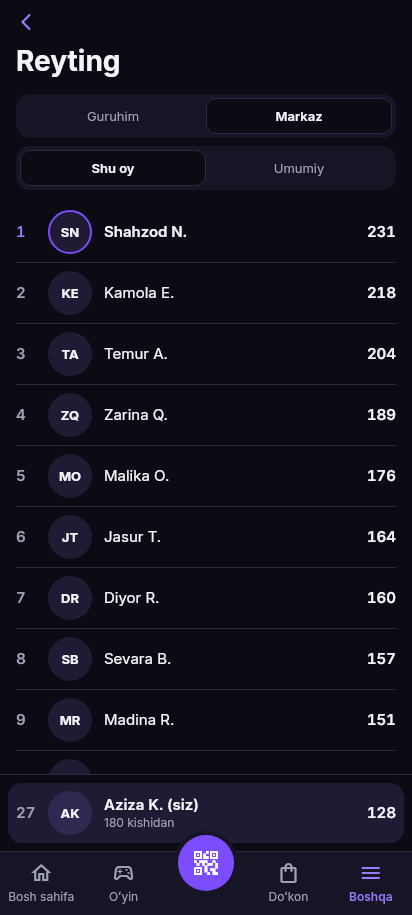 Reyting
Guruhim Markaz
Shu oy Umumiy
1 SN Shahzod N. 231
2 KE Kamola E. 218
3 TA Temur A. 204
4 ZQ Zarina Q. 189
5 MO Malika O. 176
6 JT Jasur T. 164
7 DR Diyor R. 160
8 SB Sevara B. 157
9 MR Madina R. 151
27 AK Aziza K. (siz) 128
180 kishidan
Bosh sahifa O‘yin Do‘kon Boshqa